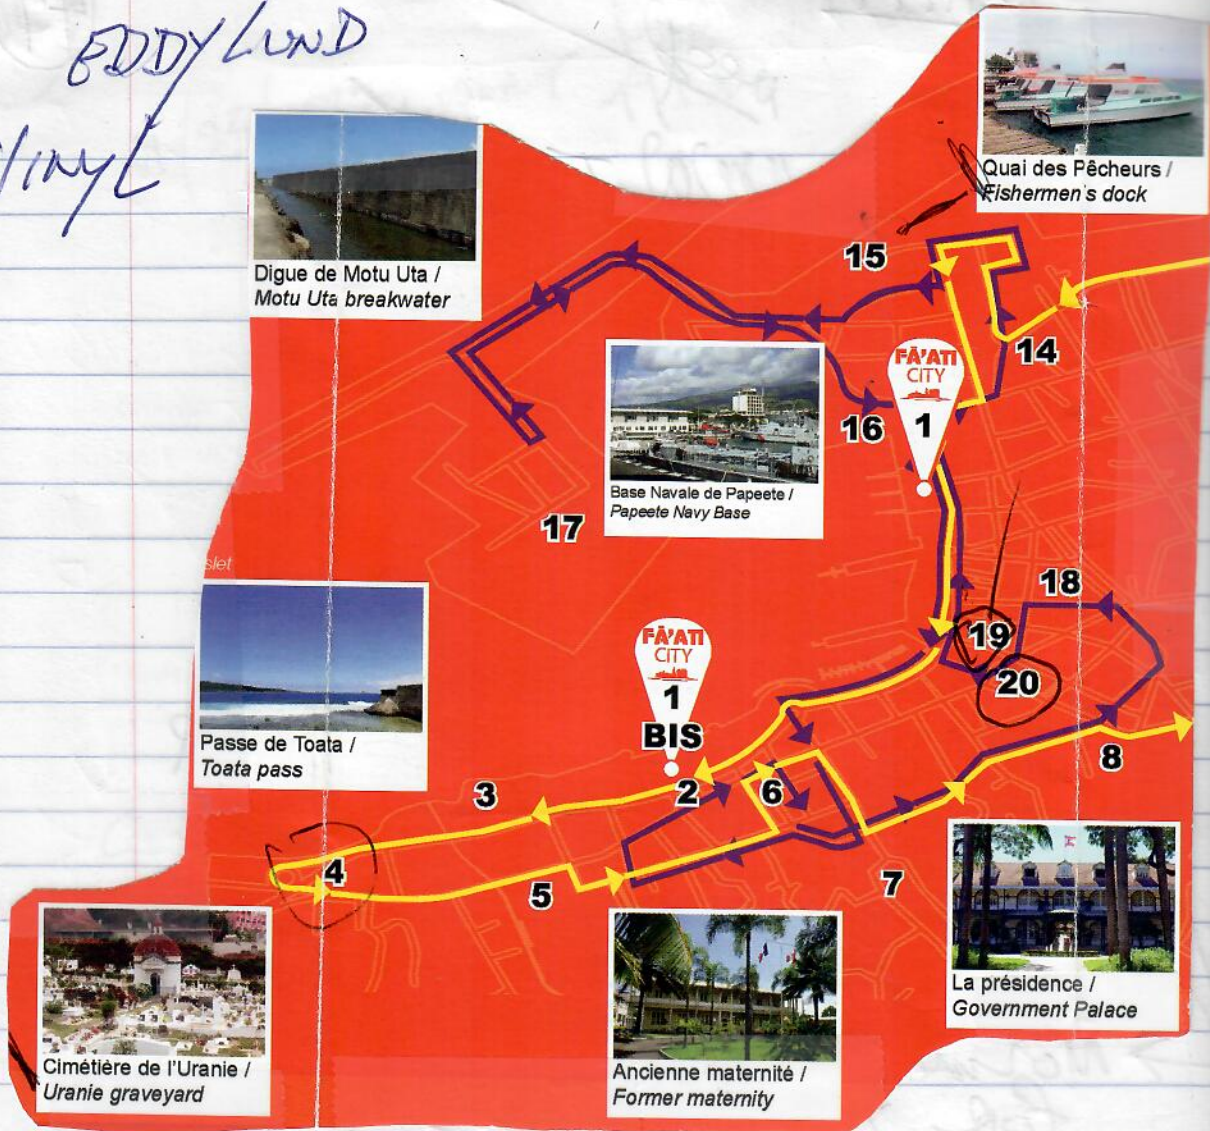 EDDY LUND
VINYL
Quai des Pêcheurs /
Fishermen's dock
Digue de Motu Uta /
Motu Uta breakwater
15
14
FĀ'ATI
CITY
1
16
Base Navale de Papeete /
Papeete Navy Base
17
slet
18
19
20
FĀ'ATI
CITY
1
BIS
Passe de Toata /
Toata pass
2
3
6
8
4
5
7
La présidence /
Government Palace
Cimétière de l'Uranie /
Uranie graveyard
Ancienne maternité /
Former maternity